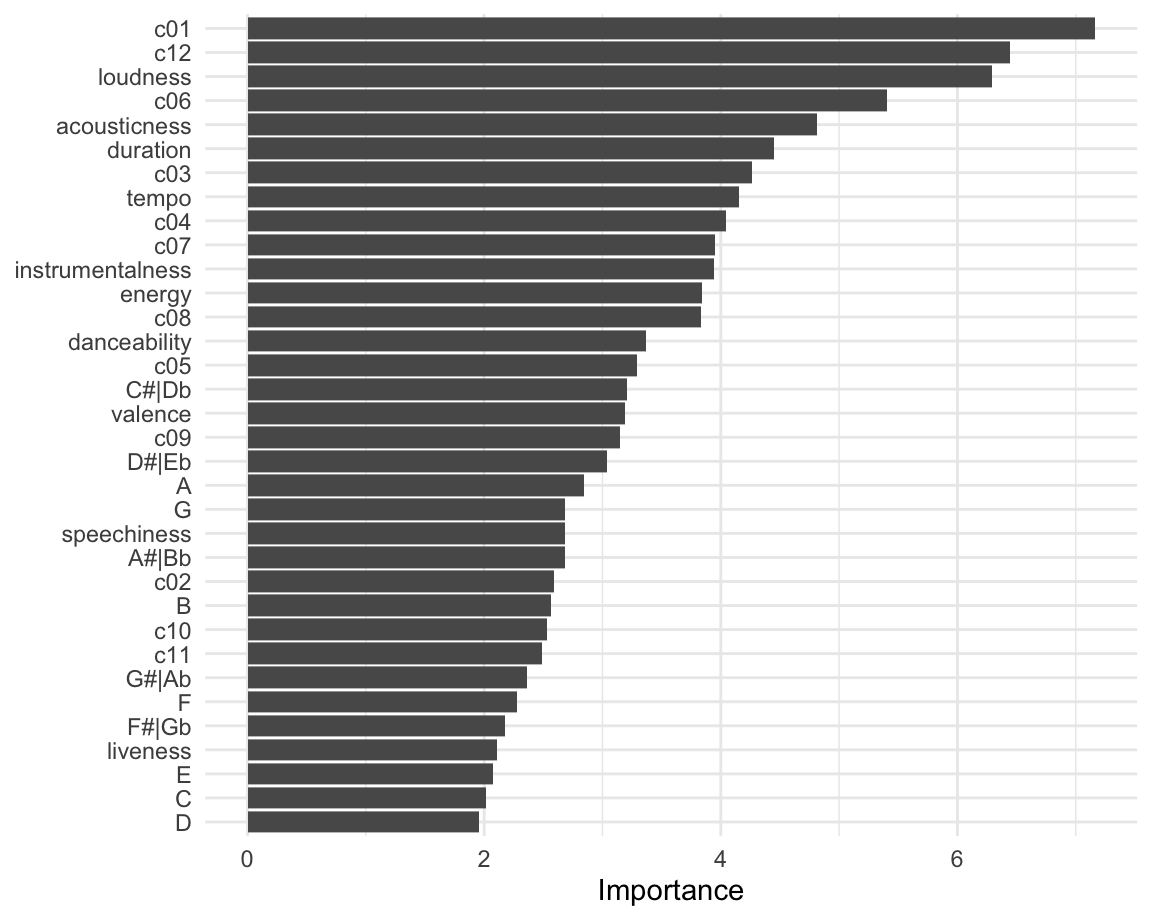 c01
c12
loudness
c06
acousticness
duration
c03
tempo
c04
c07
instrumentalness
energy
c08
danceability
c05
C#|Db
valence
c09
D#|Eb
A
G
speechiness
A#|Bb
c02
B
c10
c11
G#|Ab
F
F#|Gb
liveness
E
C
D
0 2 4 6
Importance